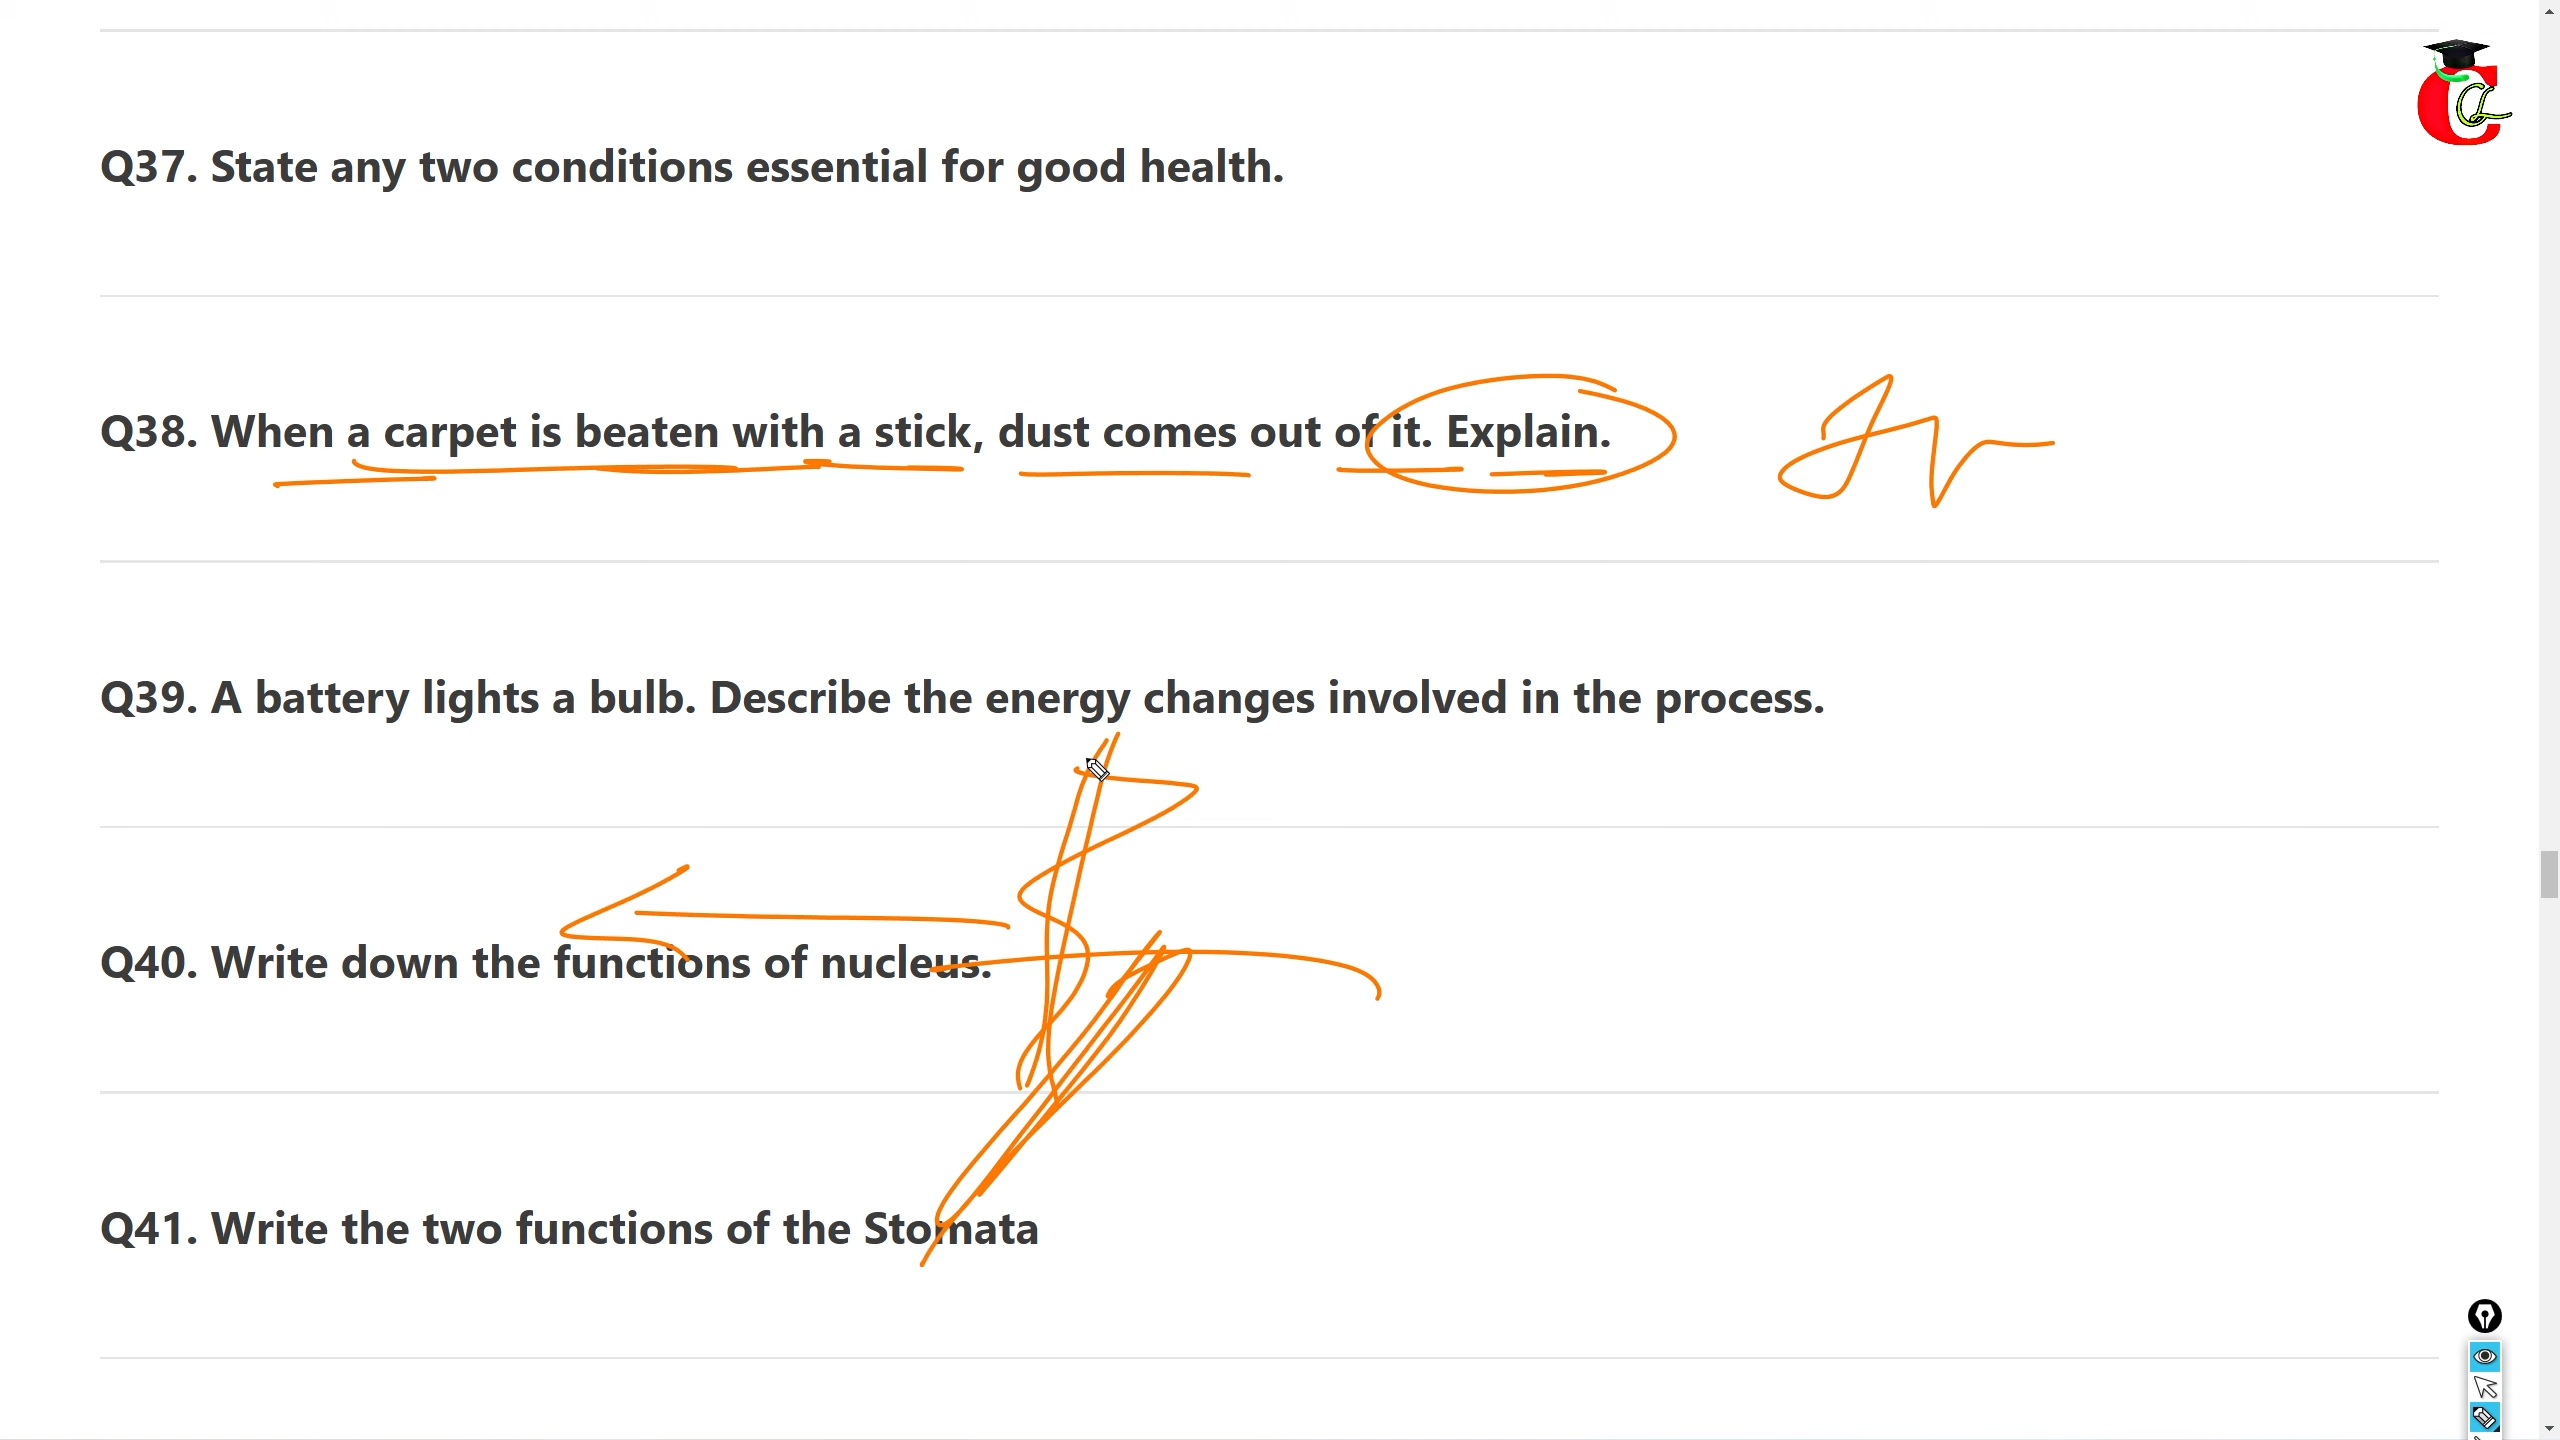 Q37. State any two conditions essential for good health.
Q38. When a carpet is beaten with a stick, dust comes out of it. Explain.
Q39. A battery lights a bulb. Describe the energy changes involved in the process.
Q40. Write down the functions of nucleus.
Q41. Write the two functions of the Stomata